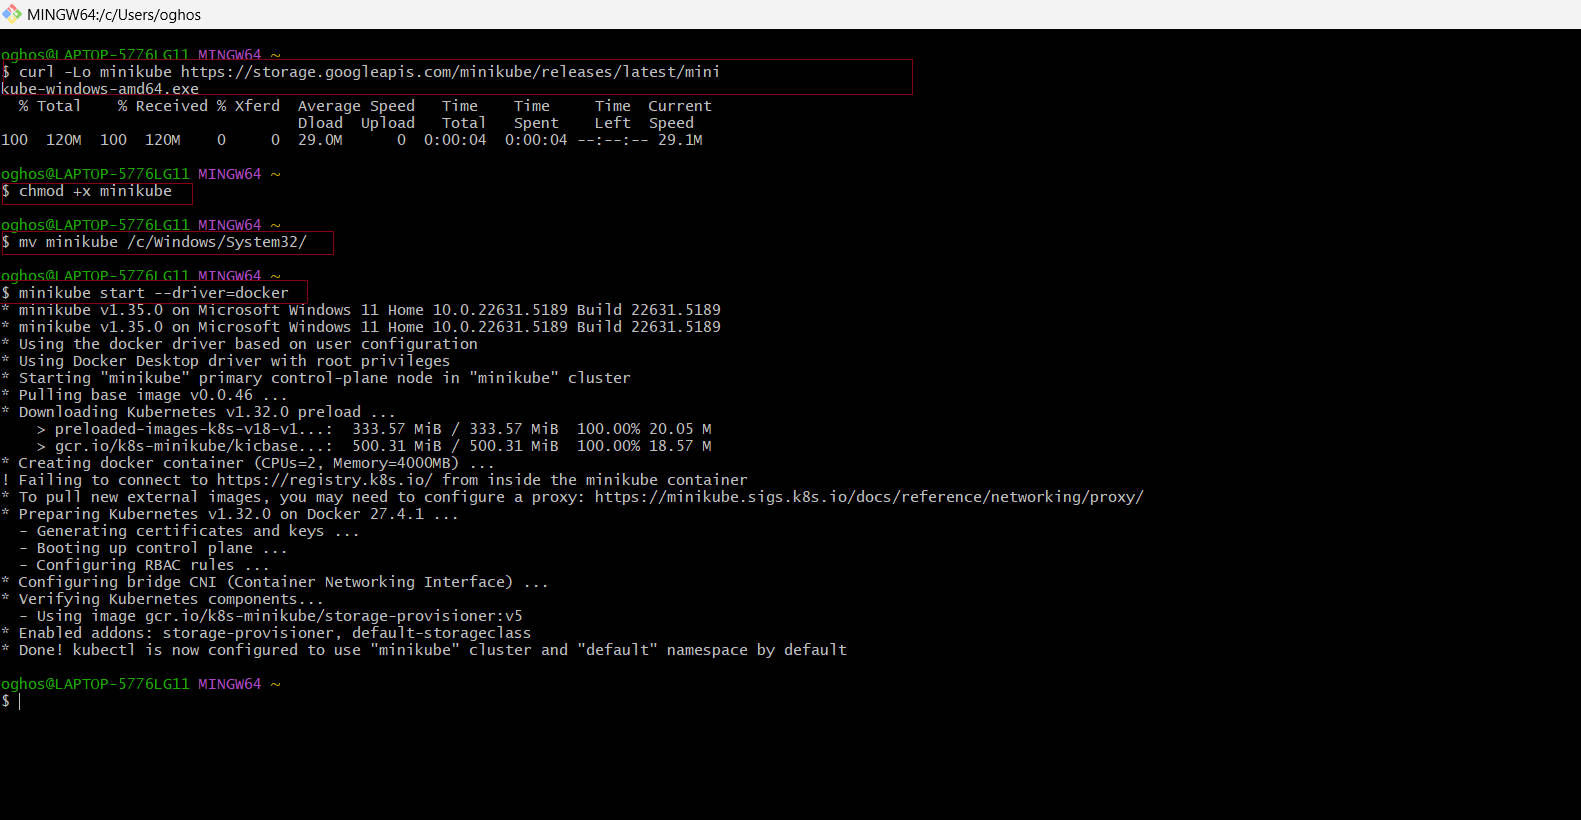 MINGW64:/c/Users/oghos
oghos@LAPTOP-5776LG11 MINGW64 ~
$ curl -Lo minikube https://storage.googleapis.com/minikube/releases/latest/mini
kube-windows-amd64.exe
  % Total    % Received % Xferd  Average Speed   Time    Time     Time  Current
                                 Dload  Upload   Total   Spent    Left  Speed
100  120M  100  120M    0     0  29.0M      0  0:00:04  0:00:04 --:--:-- 29.1M
oghos@LAPTOP-5776LG11 MINGW64 ~
$ chmod +x minikube
oghos@LAPTOP-5776LG11 MINGW64 ~
$ mv minikube /c/Windows/System32/
oghos@LAPTOP-5776LG11 MINGW64 ~
$ minikube start --driver=docker
* minikube v1.35.0 on Microsoft Windows 11 Home 10.0.22631.5189 Build 22631.5189
* minikube v1.35.0 on Microsoft Windows 11 Home 10.0.22631.5189 Build 22631.5189
* Using the docker driver based on user configuration
* Using Docker Desktop driver with root privileges
* Starting "minikube" primary control-plane node in "minikube" cluster
* Pulling base image v0.0.46 ...
* Downloading Kubernetes v1.32.0 preload ...
    > preloaded-images-k8s-v18-v1...:  333.57 MiB / 333.57 MiB  100.00% 20.05 M
    > gcr.io/k8s-minikube/kicbase...:  500.31 MiB / 500.31 MiB  100.00% 18.57 M
* Creating docker container (CPUs=2, Memory=4000MB) ...
! Failing to connect to https://registry.k8s.io/ from inside the minikube container
* To pull new external images, you may need to configure a proxy: https://minikube.sigs.k8s.io/docs/reference/networking/proxy/
* Preparing Kubernetes v1.32.0 on Docker 27.4.1 ...
  - Generating certificates and keys ...
  - Booting up control plane ...
  - Configuring RBAC rules ...
* Configuring bridge CNI (Container Networking Interface) ...
* Verifying Kubernetes components...
  - Using image gcr.io/k8s-minikube/storage-provisioner:v5
* Enabled addons: storage-provisioner, default-storageclass
* Done! kubectl is now configured to use "minikube" cluster and "default" namespace by default
oghos@LAPTOP-5776LG11 MINGW64 ~
$